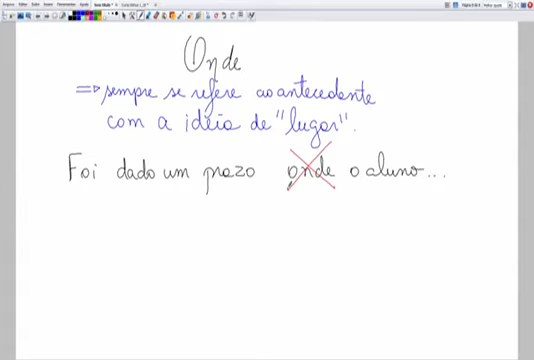 Onde
=> sempre se refere ao antecedente
com a idéia de "lugar".
Foi dado um prazo onde o aluno...